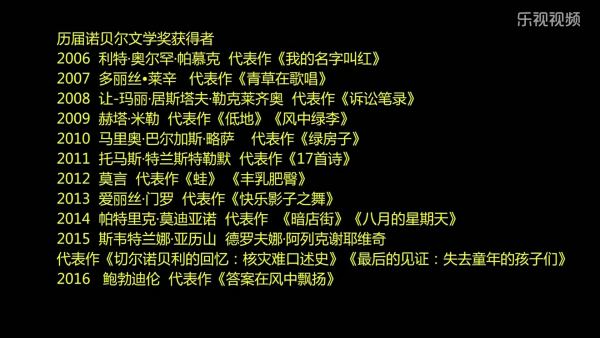 乐视视频
历届诺贝尔文学奖获得者
2006 利特·奥尔罕·帕慕克 代表作《我的名字叫红》
2007 多丽丝•莱辛 代表作《青草在歌唱》
2008 让-玛丽·居斯塔夫·勒克莱齐奥 代表作《诉讼笔录》
2009 赫塔·米勒 代表作《低地》《风中绿李》
2010 马里奥·巴尔加斯·略萨 代表作《绿房子》
2011 托马斯·特兰斯特勒默 代表作《17首诗》
2012 莫言 代表作《蛙》 《丰乳肥臀》
2013 爱丽丝·门罗 代表作《快乐影子之舞》
2014 帕特里克·莫迪亚诺 代表作 《暗店街》《八月的星期天》
2015 斯韦特兰娜·亚历山 德罗夫娜·阿列克谢耶维奇
代表作《切尔诺贝利的回忆：核灾难口述史》《最后的见证：失去童年的孩子们》
2016 鲍勃迪伦 代表作《答案在风中飘扬》